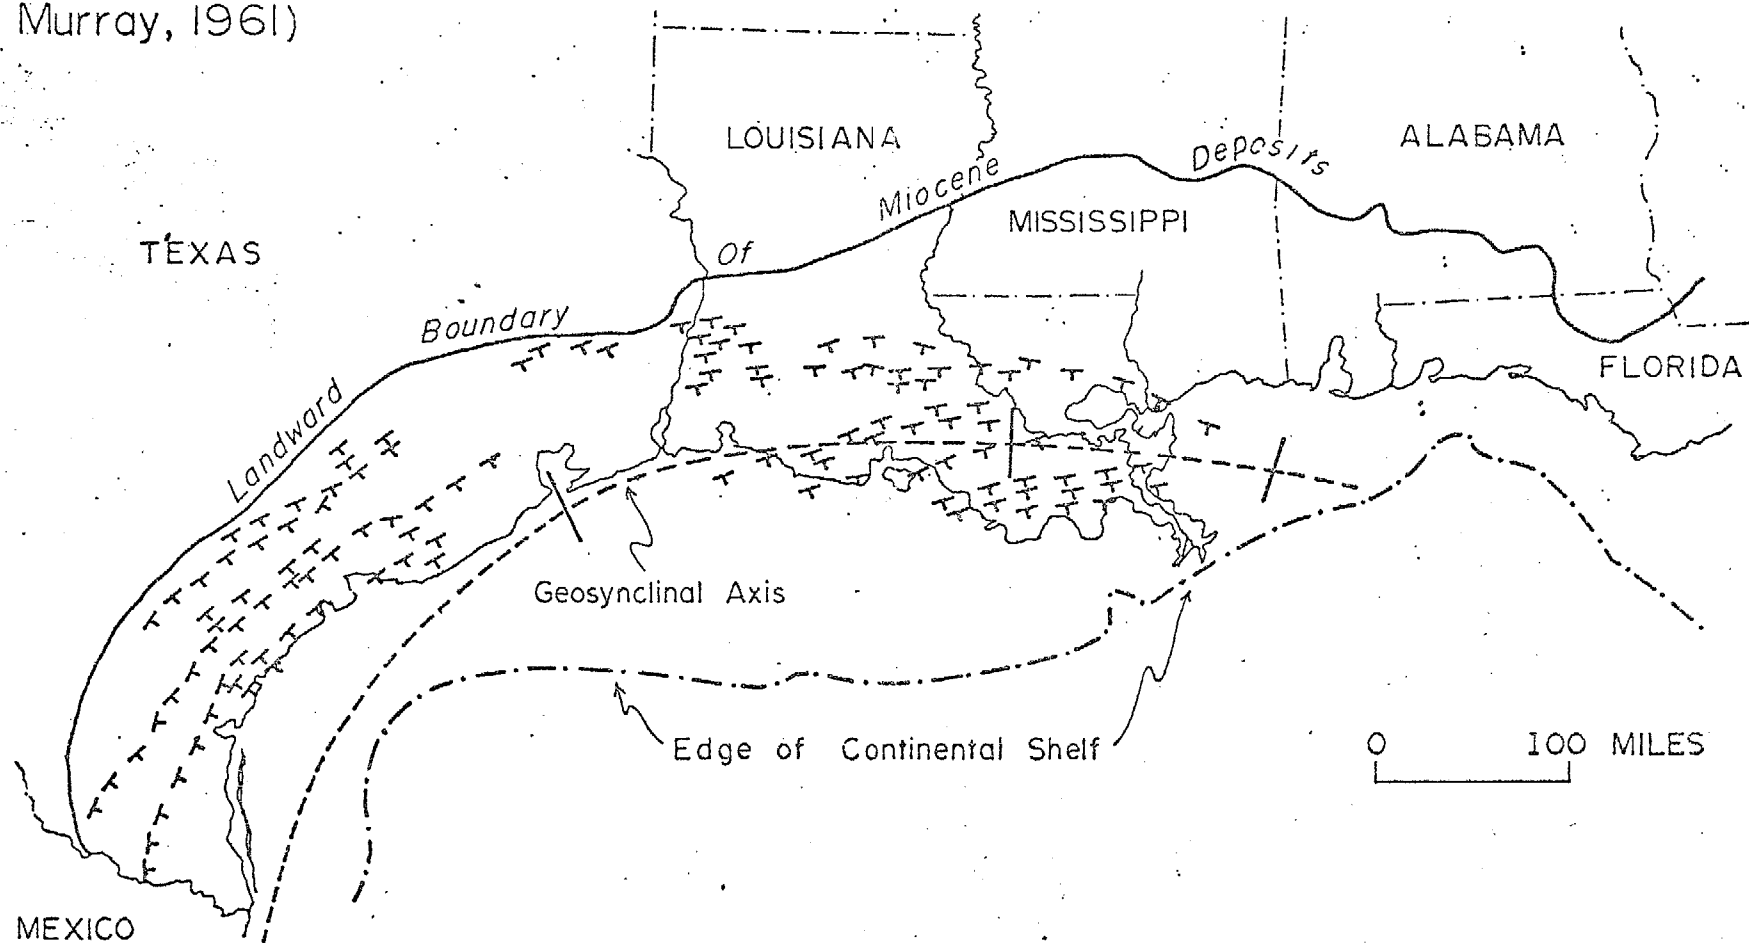 Murray, 1961)
LOUISIANA
ALABAMA
Landward Boundary Of Miocene Deposits
MISSISSIPPI
TEXAS
FLORIDA
Geosynclinal Axis
Edge of Continental Shelf
0 100 MILES
MEXICO